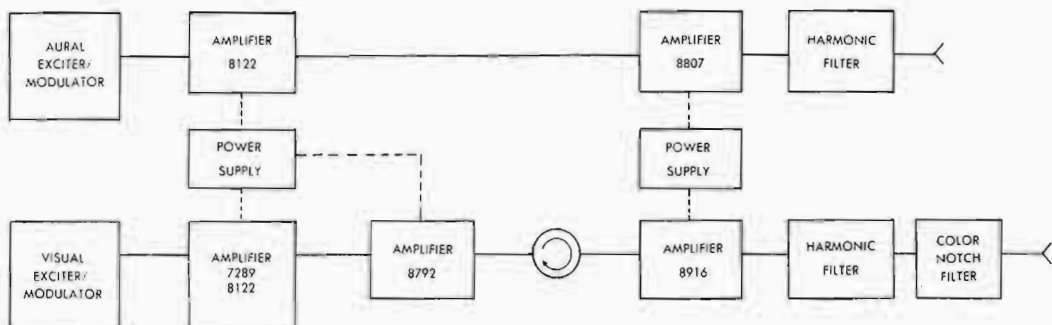 AURAL
EXCITER/
MODULATOR
AMPLIFIER
8122
AMPLIFIER
8807
HARMONIC
FILTER
POWER
SUPPLY
POWER
SUPPLY
VISUAL
EXCITER/
MODULATOR
AMPLIFIER
7289
8122
AMPLIFIER
8792
AMPLIFIER
8916
HARMONIC
FILTER
COLOR
NOTCH
FILTER